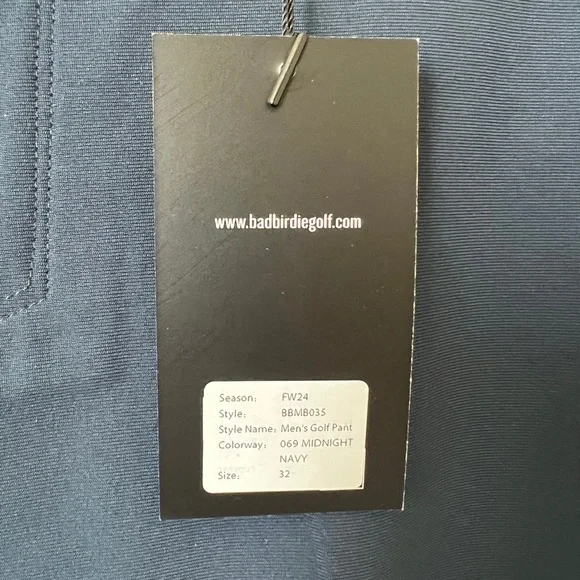 www.badbirdiegolf.com
Season: FW24
Style: BBMB035
Style Name: Men's Golf Pant
Colorway: 069 MIDNIGHT
NAVY
Size: 32